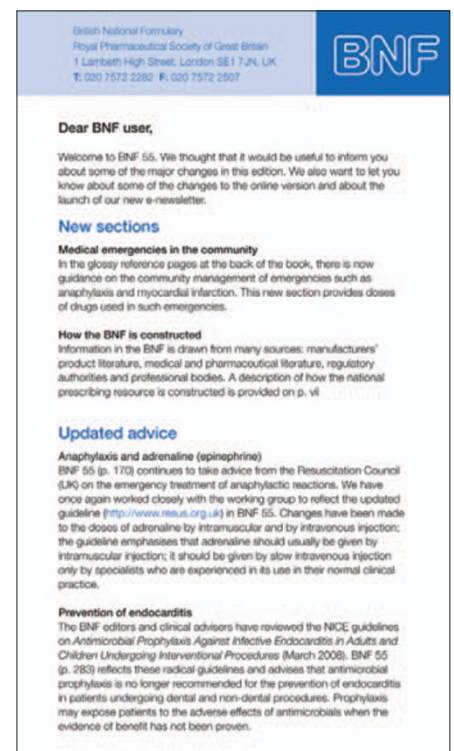 British National Formulary
Royal Pharmaceutical Society of Great Britain
1 Lambeth High Street, London SE1 7JN, UK
T: 020 7572 2282 F: 020 7572 2507
BNF
Dear BNF user,
Welcome to BNF 55. We thought that it would be useful to inform you
about some of the major changes in this edition. We also want to let you
know about some of the changes to the online version and about the
launch of our new e-newsletter.
New sections
Medical emergencies in the community
In the glossy reference pages at the back of the book, there is now
guidance on the community management of emergencies such as
anaphylaxis and myocardial infarction. This new section provides doses
of drugs used in such emergencies.
How the BNF is constructed
Information in the BNF is drawn from many sources: manufacturers'
product literature, medical and pharmaceutical literature, regulatory
authorities and professional bodies. A description of how the national
prescribing resource is constructed is provided on p. vii
Updated advice
Anaphylaxis and adrenaline (epinephrine)
BNF 55 (p. 170) continues to take advice from the Resuscitation Council
(UK) on the emergency treatment of anaphylactic reactions. We have
once again worked closely with the working group to reflect the updated
guideline (http://www.resus.org.uk) in BNF 55. Changes have been made
to the doses of adrenaline by intramuscular and by intravenous injection;
the guideline emphasises that adrenaline should usually be given by
intramuscular injection; it should be given by slow intravenous injection
only by specialists who are experienced in its use in their normal clinical
practice.
Prevention of endocarditis
The BNF editors and clinical advisers have reviewed the NICE guidelines
on Antimicrobial Prophylaxis Against Infective Endocarditis in Adults and
Children Undergoing Interventional Procedures (March 2008). BNF 55
(p. 283) reflects these radical guidelines and advises that antimicrobial
prophylaxis is no longer recommended for the prevention of endocarditis
in patients undergoing dental and non-dental procedures. Prophylaxis
may expose patients to the adverse effects of antimicrobials when the
evidence of benefit has not been proven.